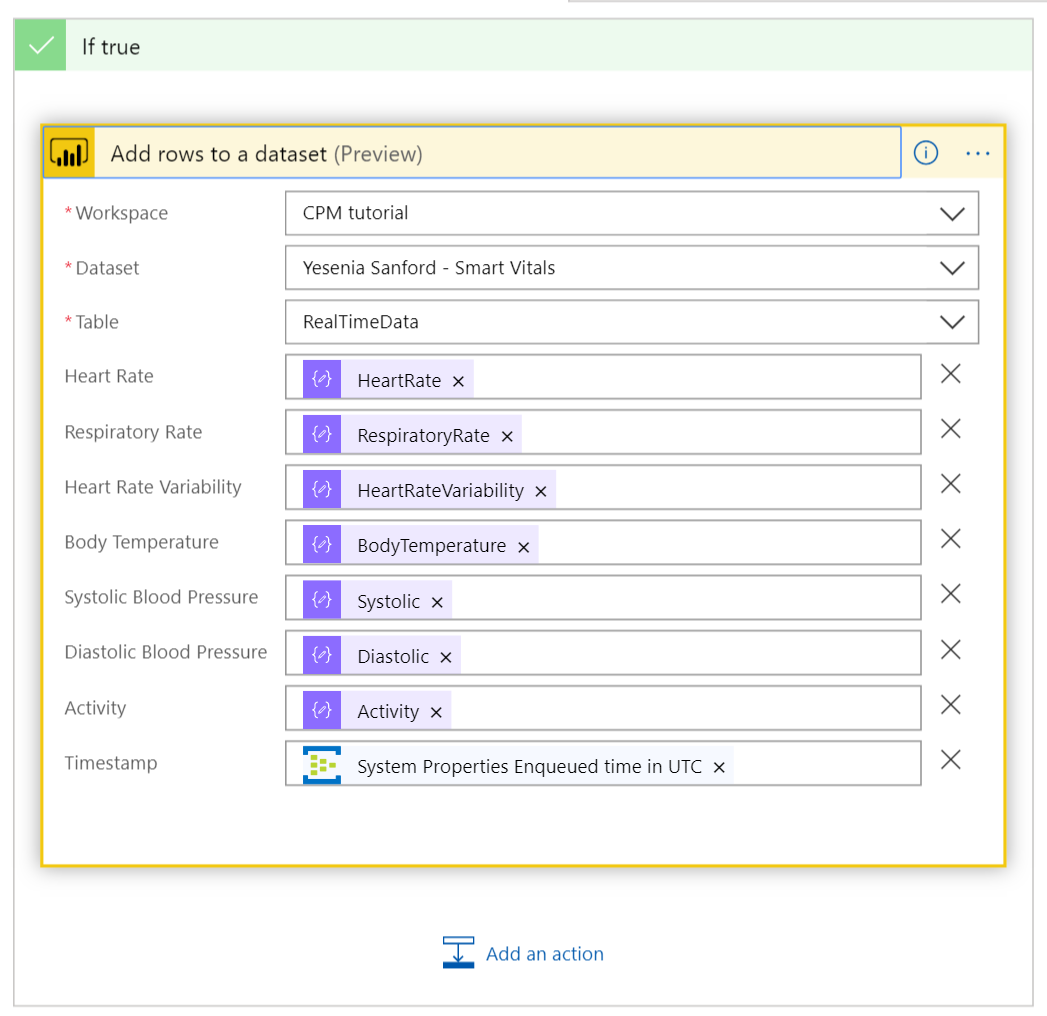 If true
Add rows to a dataset (Preview)
* Workspace CPM tutorial
* Dataset Yesenia Sanford - Smart Vitals
* Table RealTimeData
Heart Rate HeartRate ×
Respiratory Rate RespiratoryRate ×
Heart Rate Variability HeartRateVariability ×
Body Temperature BodyTemperature ×
Systolic Blood Pressure Systolic ×
Diastolic Blood Pressure Diastolic ×
Activity Activity ×
Timestamp System Properties Enqueued time in UTC ×
Add an action